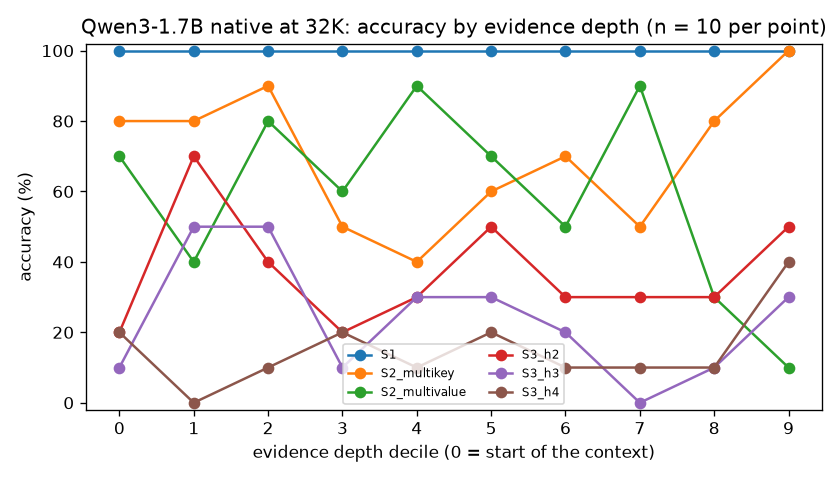 Qwen3-1.7B native at 32K: accuracy by evidence depth (n = 10 per point)
100
80
60
40
20
0
accuracy (%)
S1
S2_multikey
S2_multivalue
S3_h2
S3_h3
S3_h4
0 1 2 3 4 5 6 7 8 9
evidence depth decile (0 = start of the context)